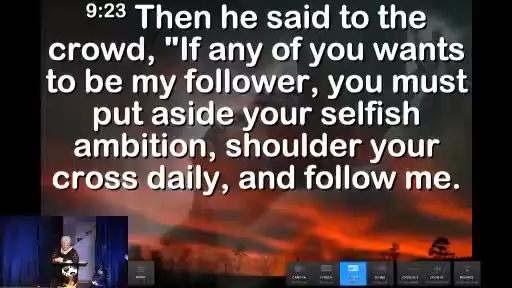 9:23 Then he said to the
crowd, "If any of you wants
to be my follower, you must
put aside your selfish
ambition, shoulder your
cross daily, and follow me.